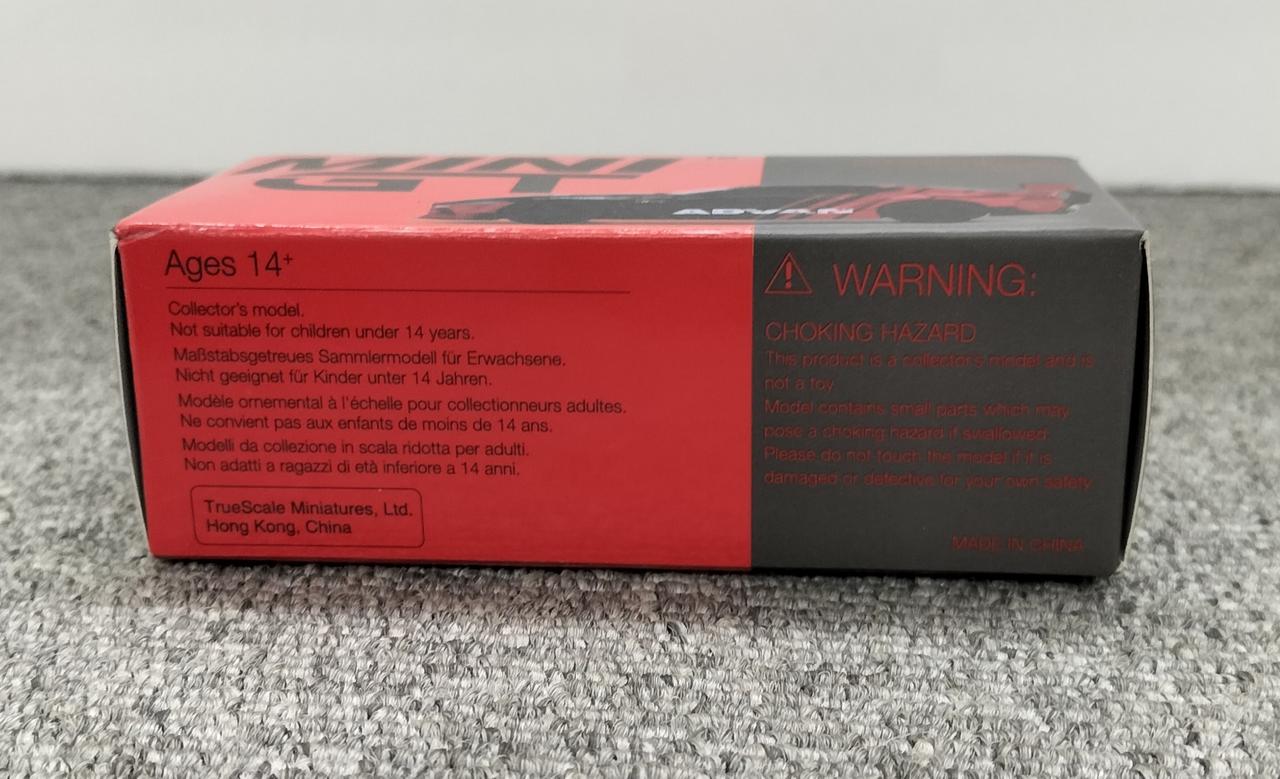 MINI
GT
ADVAN
Ages 14+
Collector's model.
Not suitable for children under 14 years.
Maßstabsgetreues Sammlermodell für Erwachsene.
Nicht geeignet für Kinder unter 14 Jahren.
Modèle ornemental à l'échelle pour collectionneurs adultes.
Ne convient pas aux enfants de moins de 14 ans.
Modelli da collezione in scala ridotta per adulti.
Non adatti a ragazzi di età inferiore a 14 anni.
TrueScale Miniatures, Ltd.
Hong Kong, China
WARNING:
CHOKING HAZARD
This product is a collector's model and is
not a toy.
Model contains small parts which may
pose a choking hazard if swallowed.
Please do not touch the model if it is
damaged or defective for your own safety.
MADE IN CHINA